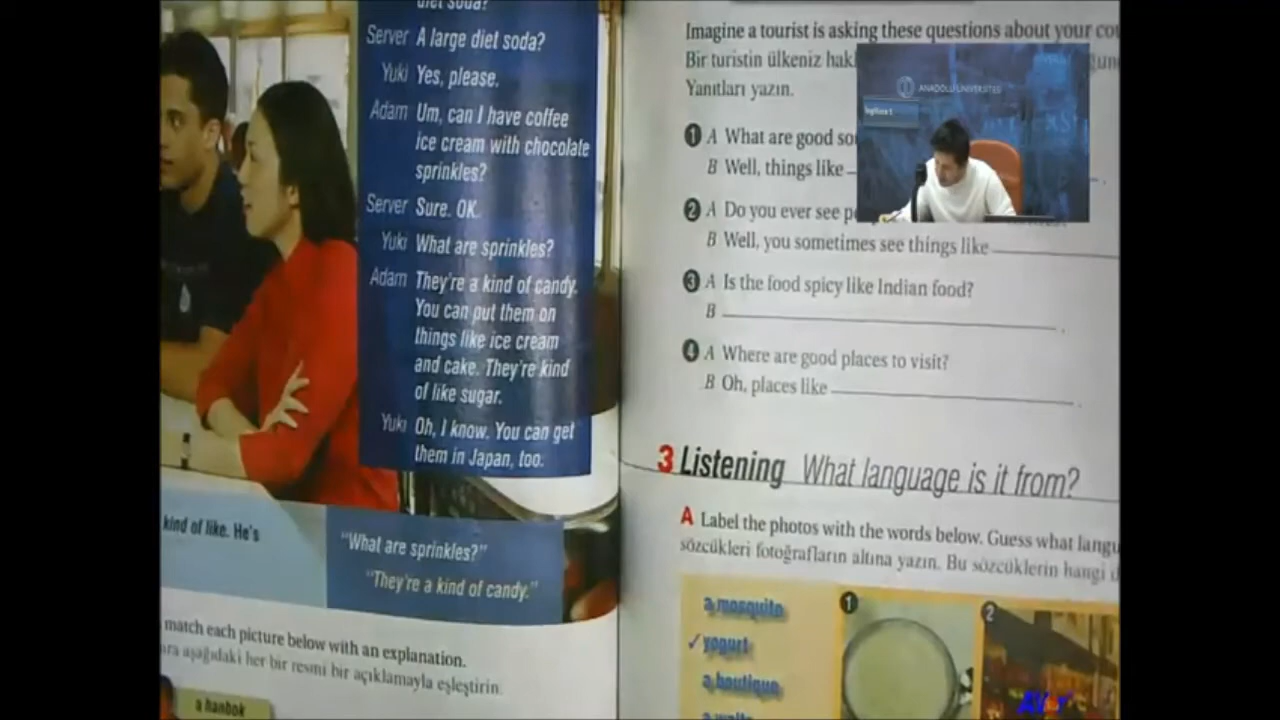 diet soda?
Server A large diet soda?
Yuki Yes, please.
Adam Um, can I have coffee
ice cream with chocolate
sprinkles?
Server Sure. OK.
Yuki What are sprinkles?
Adam They're a kind of candy.
You can put them on
things like ice cream
and cake. They're kind
of like sugar.
Yuki Oh, I know. You can get
them in Japan, too.
kind of like. He's
"What are sprinkles?"
"They're a kind of candy."
match each picture below with an explanation.
aşağıdaki her bir resmi bir açıklamayla eşleştirin.
a hanbok
Imagine a tourist is asking these questions about your
Bir turistin ülkeniz
Yanıtları yazın.
1 A What are good
B Well, things like
2 A Do you ever see
B Well, you sometimes see things like
3 A Is the food spicy like Indian food?
B
4 A Where are good places to visit?
B Oh, places like
3 Listening What language is it from?
A Label the photos with the words below. Guess what
sözcükleri fotoğrafların altına yazın. Bu sözcüklerin hangi
a mosquito
✓ yogurt
a boutique
1
2
ANADOLU ÜNİVERSİTESİ
İngilizce I